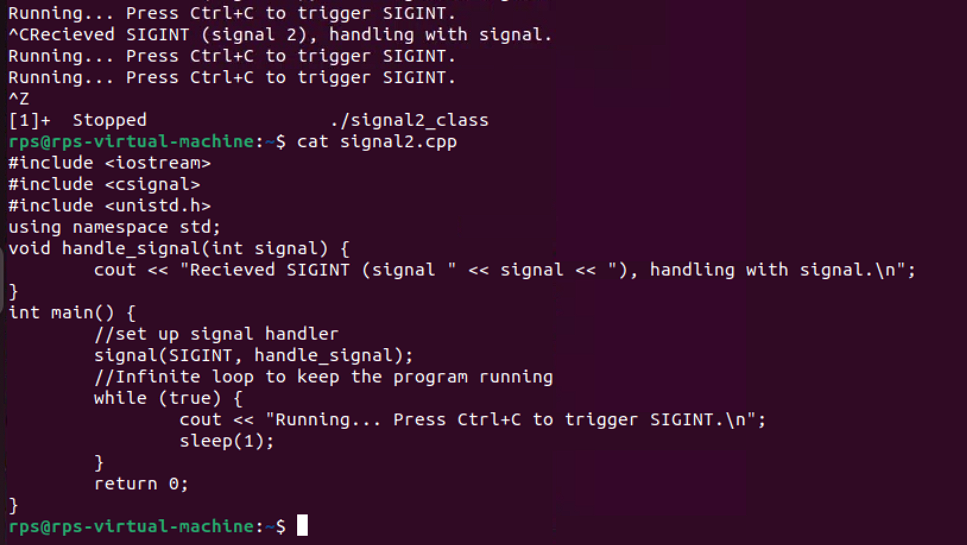 Running... Press Ctrl+C to trigger SIGINT.
^CRecieved SIGINT (signal 2), handling with signal.
Running... Press Ctrl+C to trigger SIGINT.
Running... Press Ctrl+C to trigger SIGINT.
^Z
[1]+  Stopped                 ./signal2_class
rps@rps-virtual-machine:~$ cat signal2.cpp
#include <iostream>
#include <csignal>
#include <unistd.h>
using namespace std;
void handle_signal(int signal) {
        cout << "Recieved SIGINT (signal " << signal << "), handling with signal.\n";
}
int main() {
        //set up signal handler
        signal(SIGINT, handle_signal);
        //Infinite loop to keep the program running
        while (true) {
                cout << "Running... Press Ctrl+C to trigger SIGINT.\n";
                sleep(1);
        }
        return 0;
}
rps@rps-virtual-machine:~$